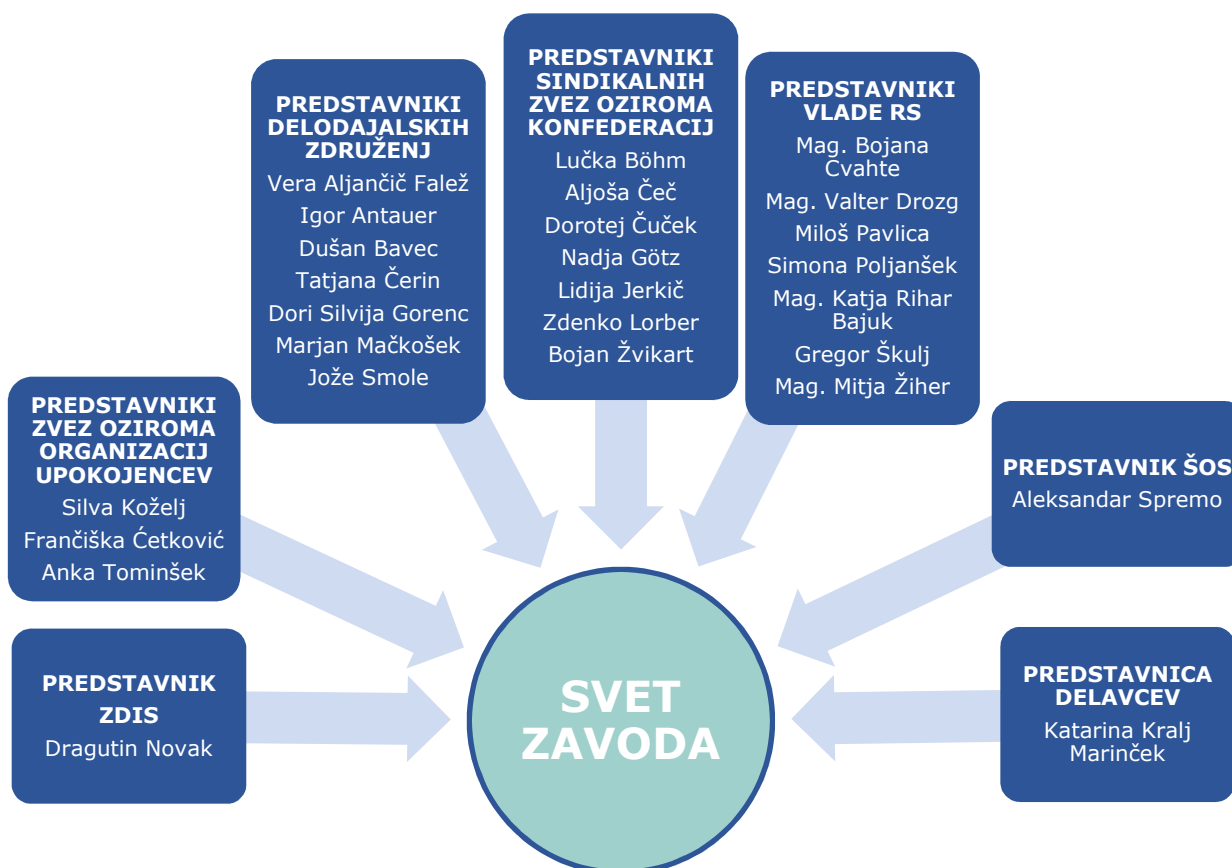 PREDSTAVNIK
ZDIS
Dragutin Novak
PREDSTAVNIKI
ZVEZ OZIROMA
ORGANIZACIJ
UPOKOJENCEV
Silva Koželj
Frančiška Ćetković
Anka Tominšek
PREDSTAVNIKI
DELODAJALSKIH
ZDRUŽENJ
Vera Aljančič Falež
Igor Antauer
Dušan Bavec
Tatjana Čerin
Dori Silvija Gorenc
Marjan Mačkošek
Jože Smole
PREDSTAVNIKI
SINDIKALNIH
ZVEZ OZIROMA
KONFEDERACIJ
Lučka Böhm
Aljoša Čeč
Dorotej Čuček
Nadja Götz
Lidija Jerkič
Zdenko Lorber
Bojan Žvikart
PREDSTAVNIKI
VLADE RS
Mag. Bojana
Cvahte
Mag. Valter Drozg
Miloš Pavlica
Simona Poljanšek
Mag. Katja Rihar
Bajuk
Gregor Škulj
Mag. Mitja Žiher
PREDSTAVNIK ŠOS
Aleksandar Spremo
PREDSTAVNICA
DELAVCEV
Katarina Kralj
Marinček
SVET
ZAVODA